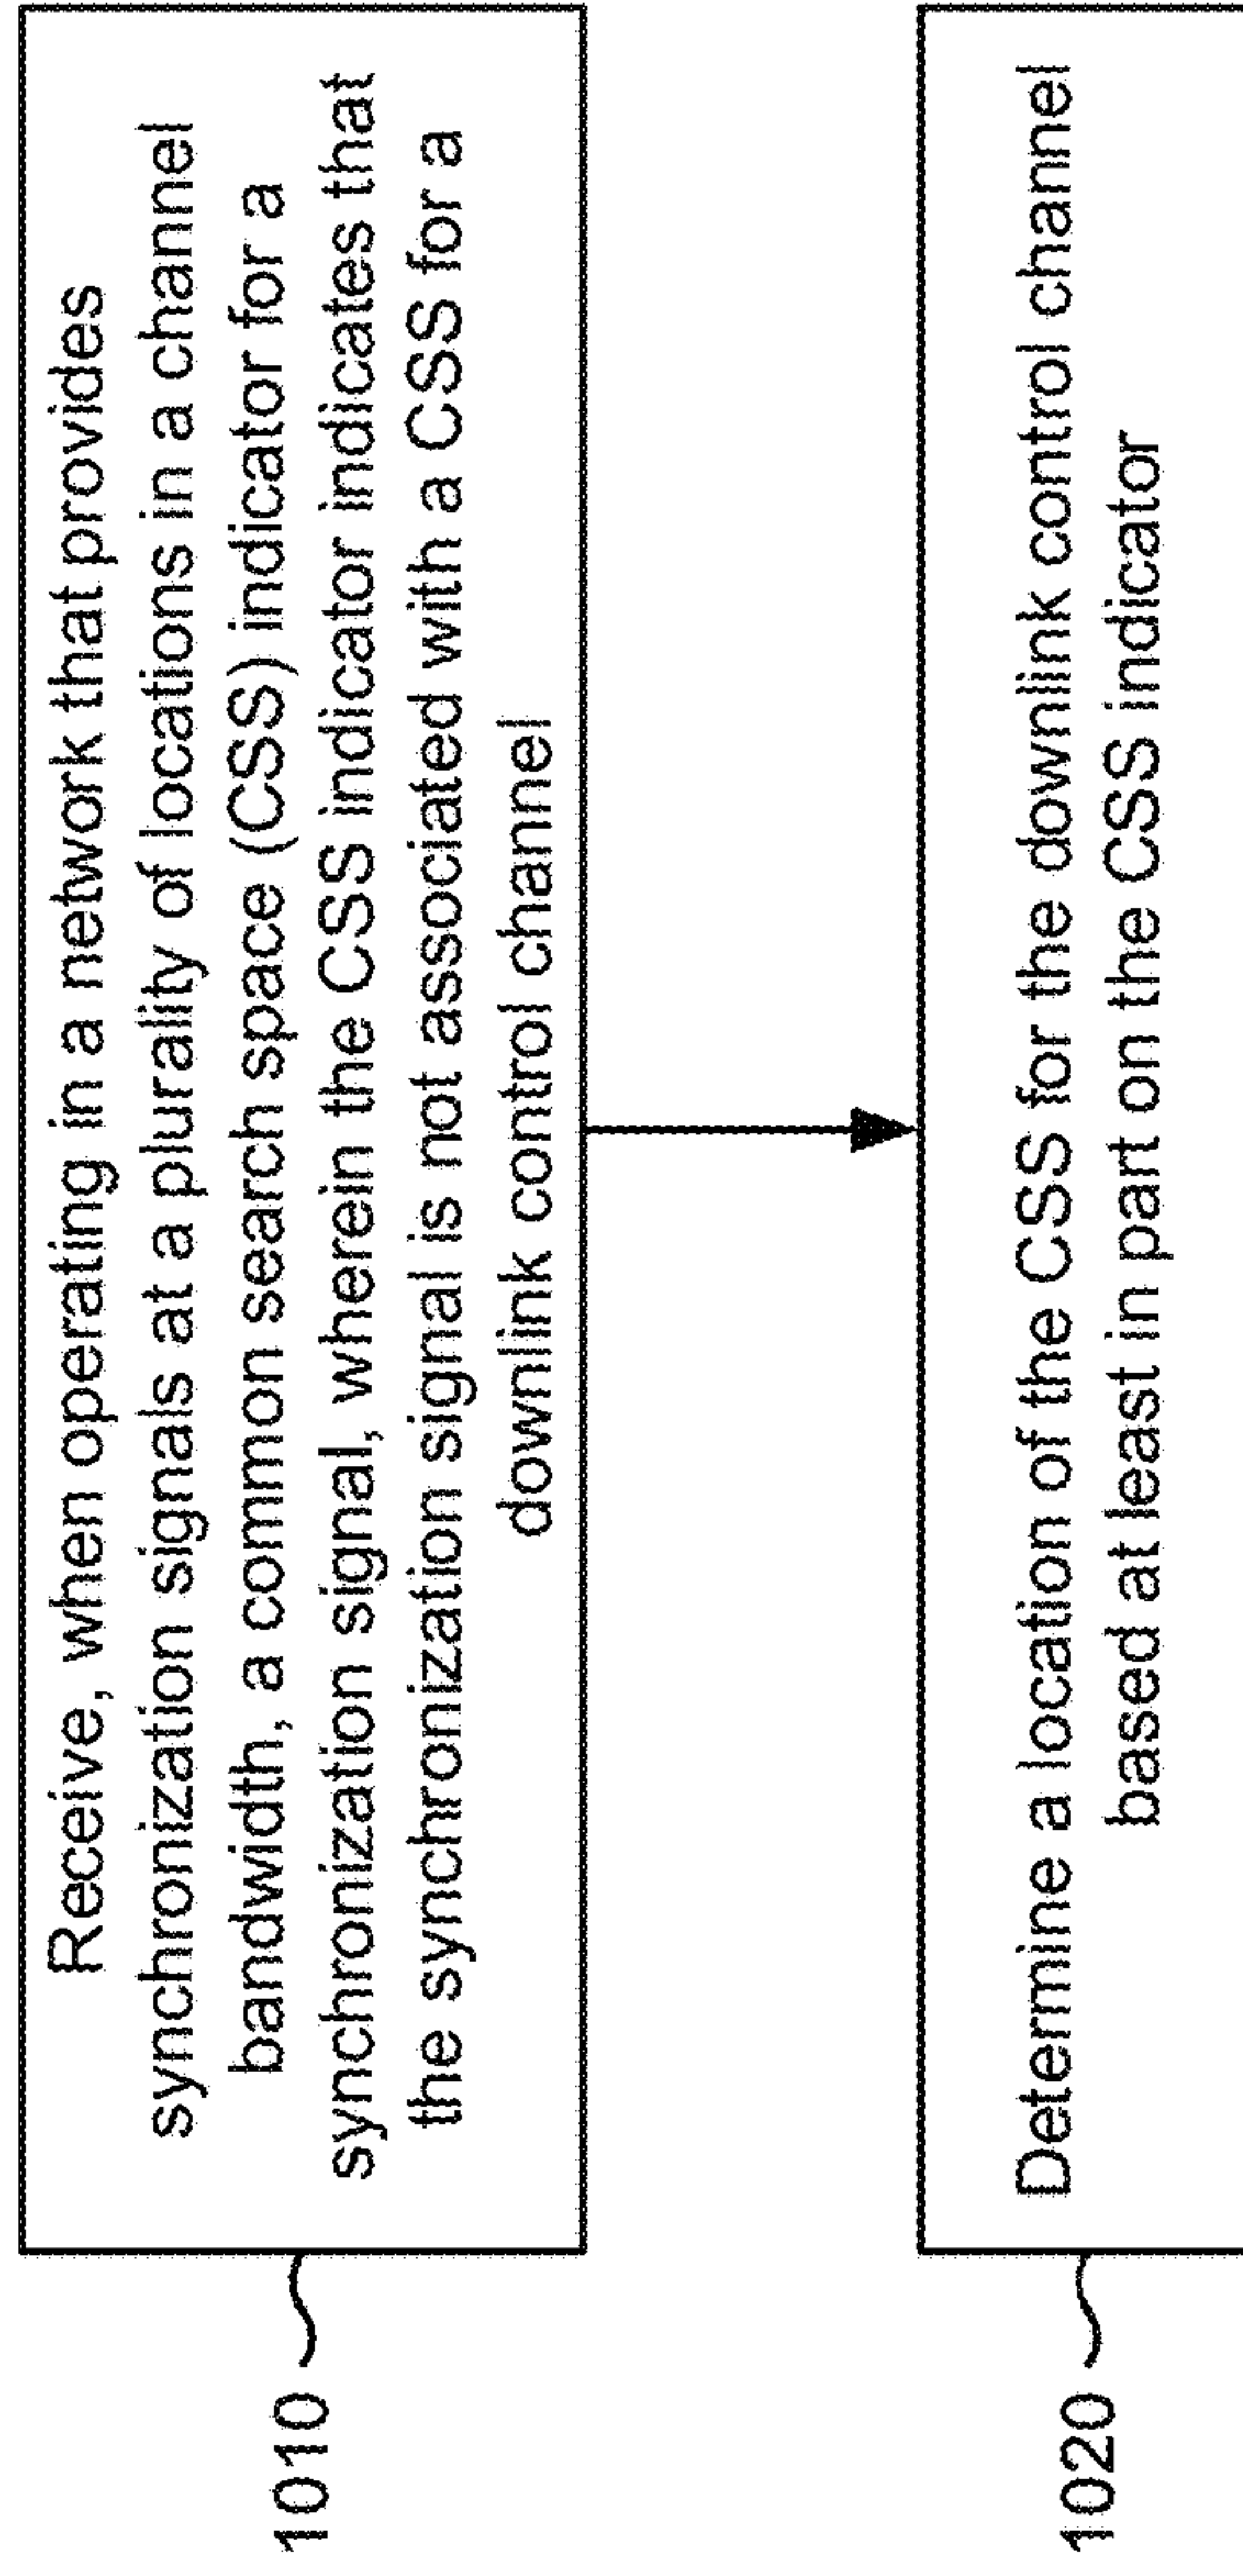 1010
Receive, when operating in a network that provides
synchronization signals at a plurality of locations in a channel
bandwidth, a common search space (CSS) indicator for a
synchronization signal, wherein the CSS indicator indicates that
the synchronization signal is not associated with a CSS for a
downlink control channel
1020
Determine a location of the CSS for the downlink control channel
based at least in part on the CSS indicator